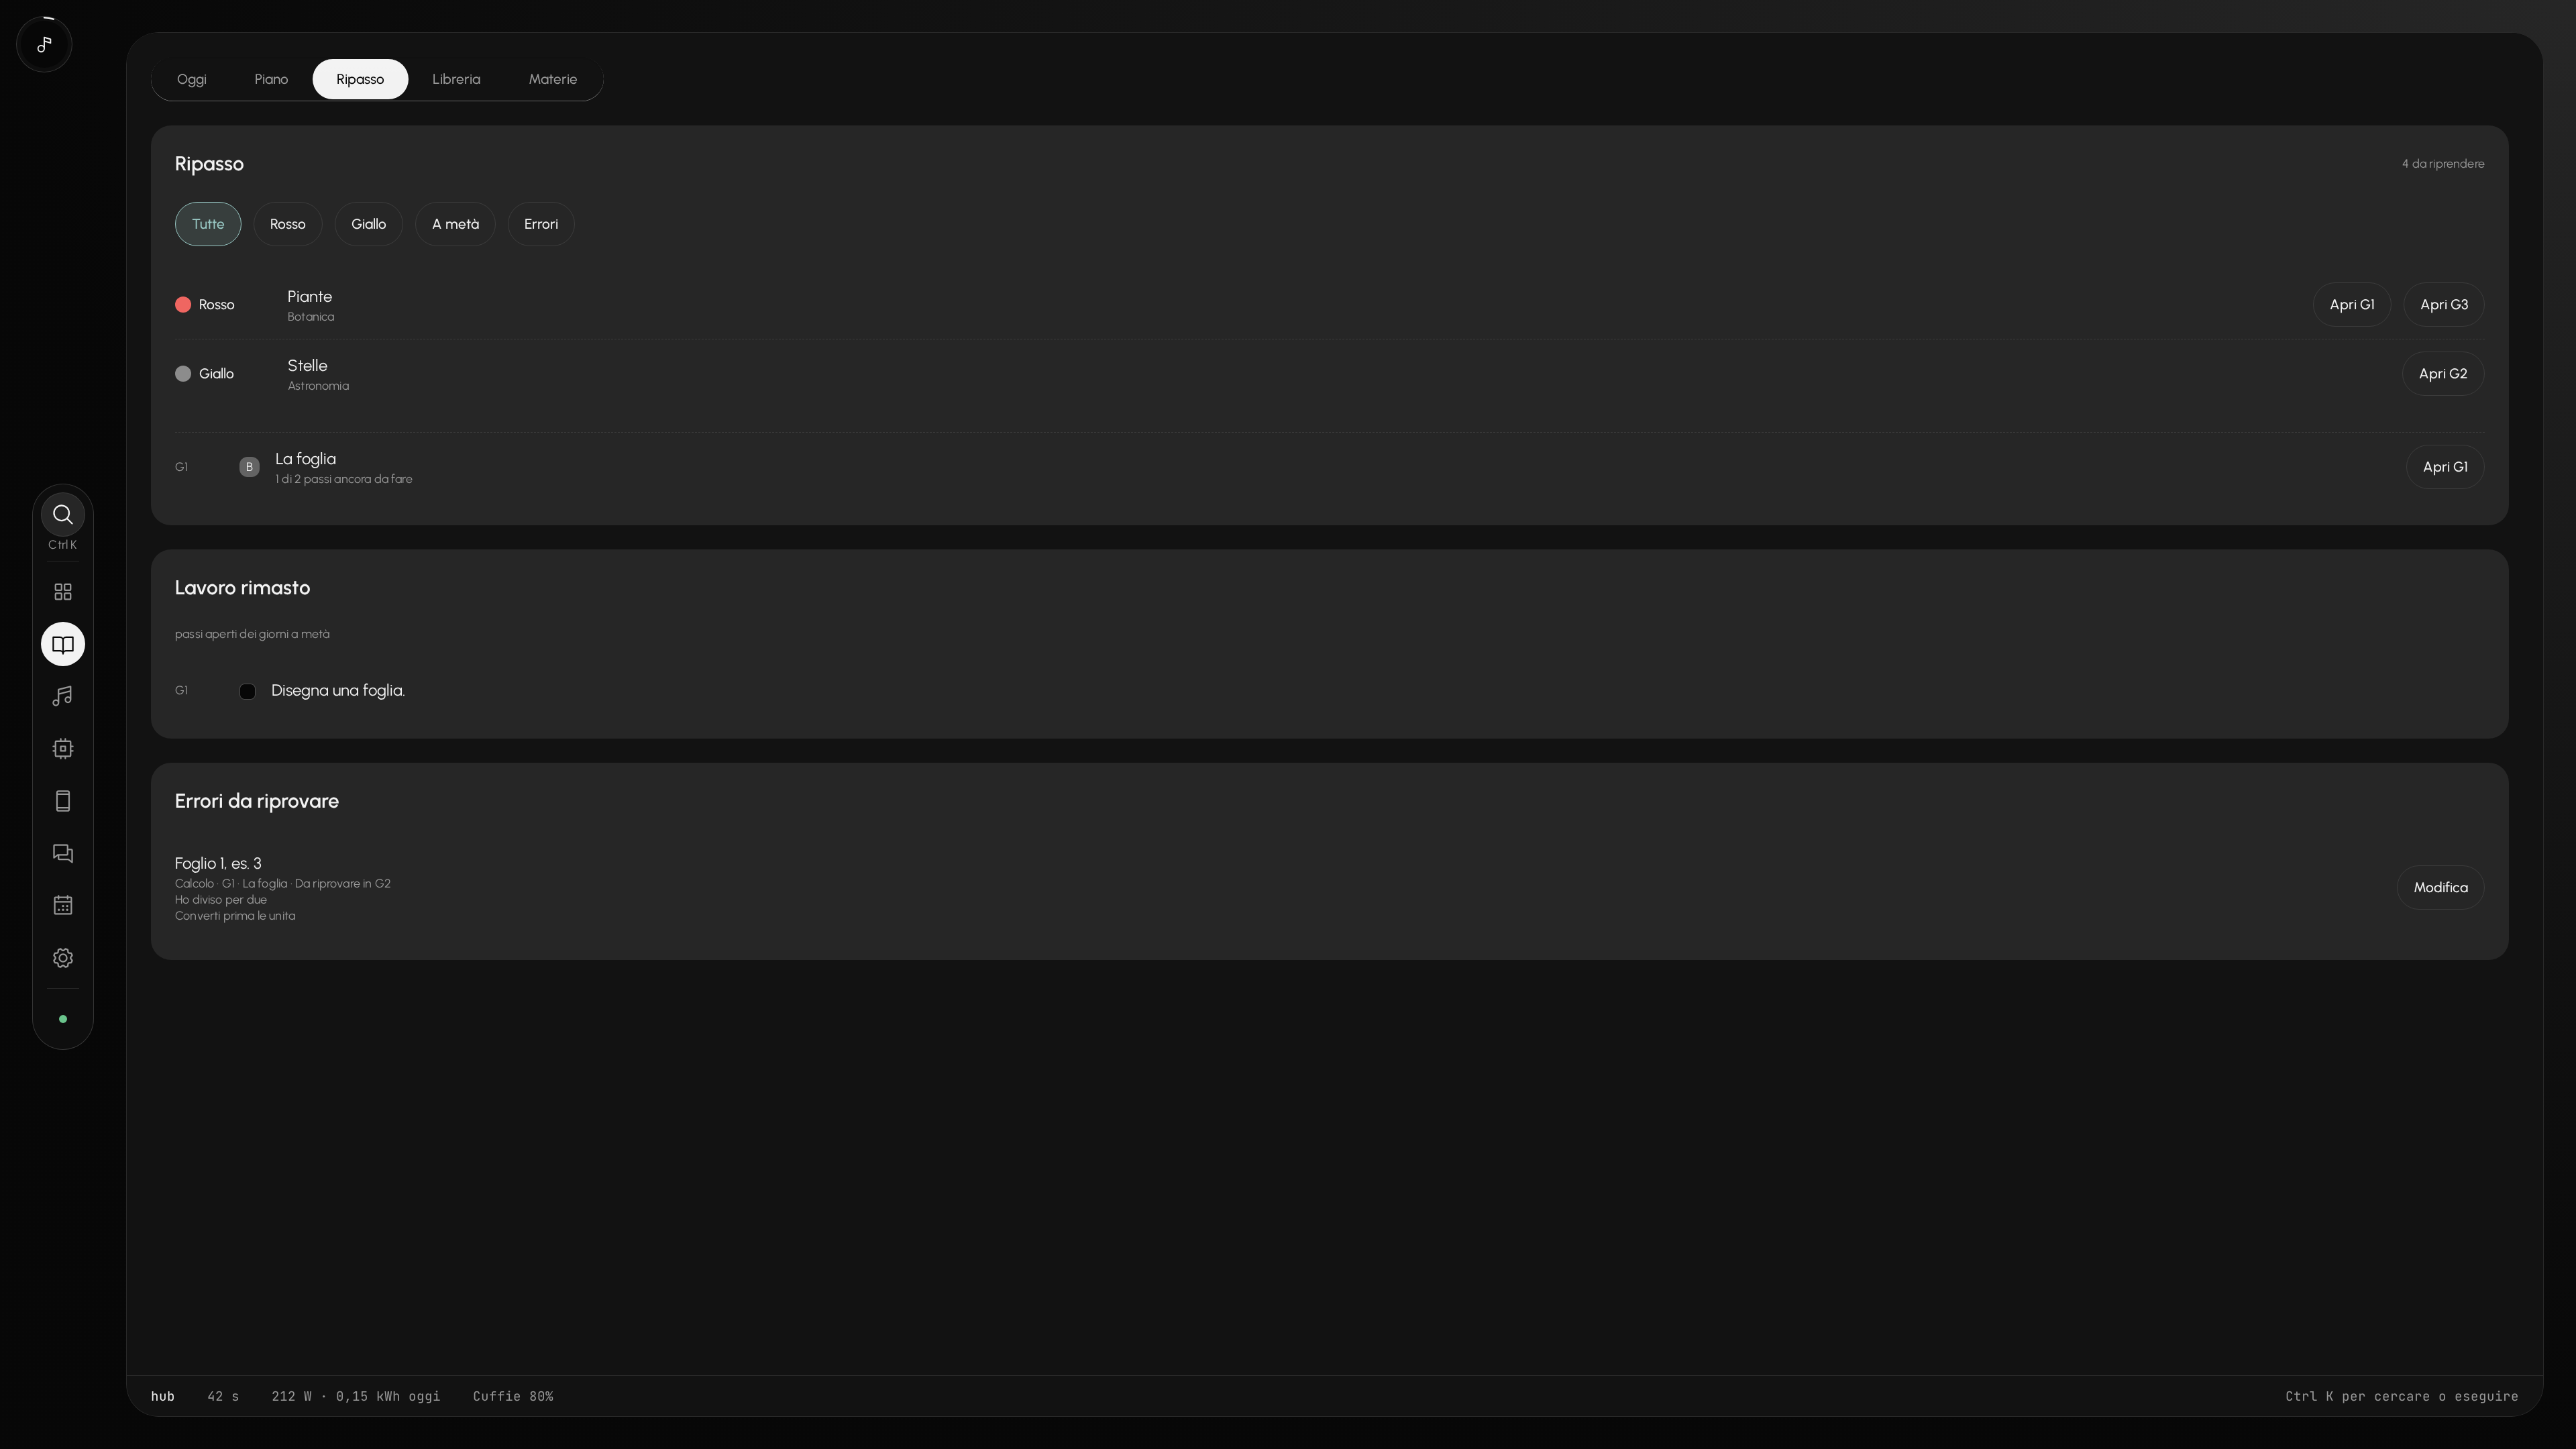 Oggi Piano Ripasso Libreria Materie
Ripasso 4 da riprendere
Tutte Rosso Giallo A metà Errori
Rosso Piante Apri G1 Apri G3
Botanica
Giallo Stelle Apri G2
Astronomia
G1 B La foglia Apri G1
1 di 2 passi ancora da fare
Ctrl K
Lavoro rimasto
passi aperti dei giorni a metà
G1 Disegna una foglia.
Errori da riprovare
Foglio 1, es. 3
Calcolo · G1 · La foglia · Da riprovare in G2
Ho diviso per due
Converti prima le unita
Modifica
hub 42 s 212 W · 0,15 kWh oggi Cuffie 80% Ctrl K per cercare o eseguire